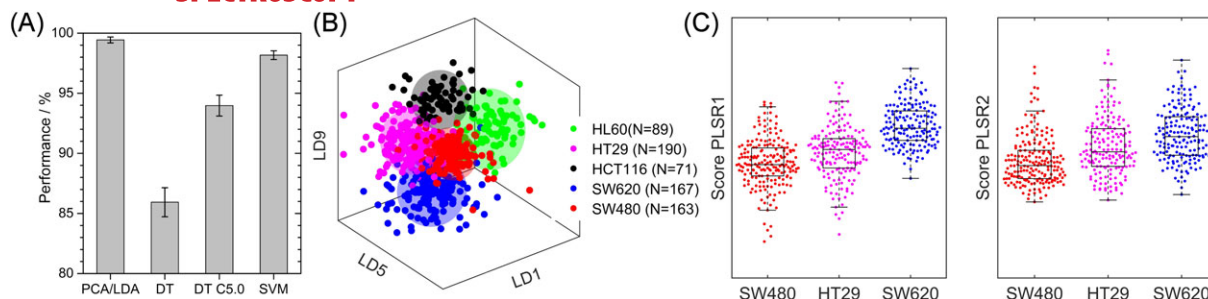 SPECTROSCOPY
(A)
100
95
90
85
80
Performance / %
PCA/LDA DT DT C5.0 SVM
(B)
LD9
LD5
LD1
HL60(N=89)
HT29 (N=190)
HCT116 (N=71)
SW620 (N=167)
SW480 (N=163)
(C)
Score PLSR1
SW480 HT29 SW620
Score PLSR2
SW480 HT29 SW620